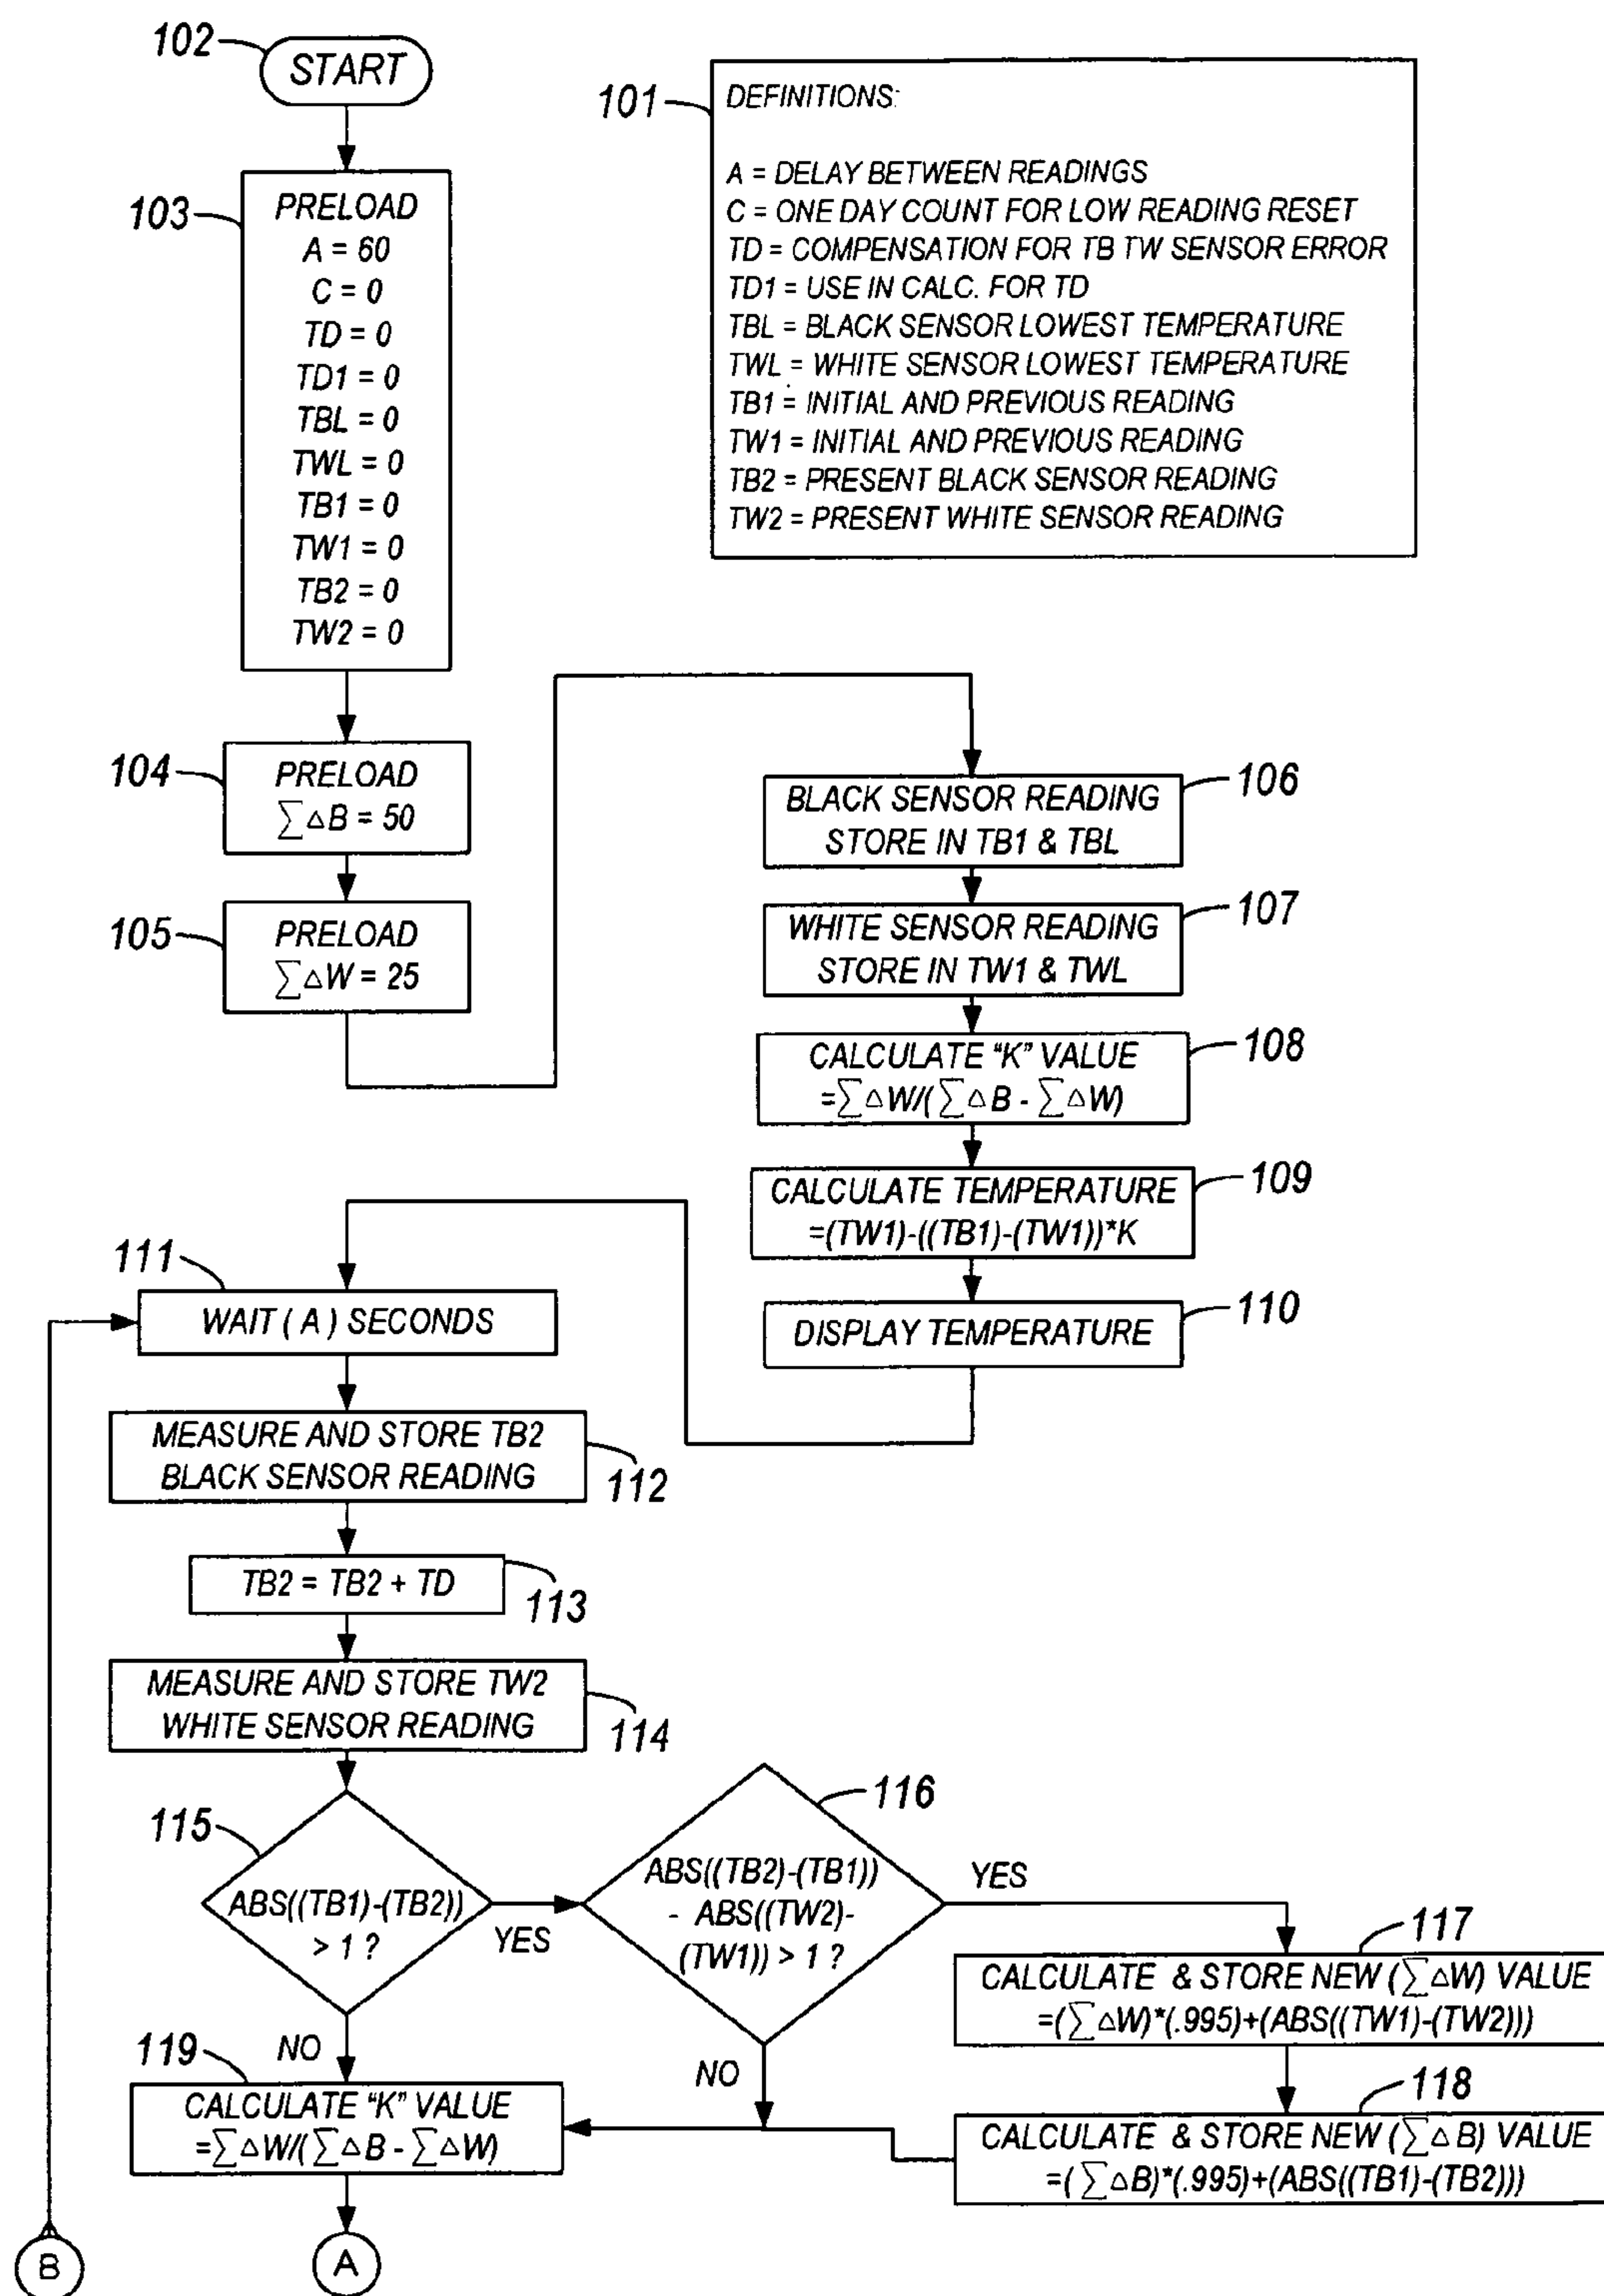 102
START
103
PRELOAD
A = 60
C = 0
TD = 0
TD1 = 0
TBL = 0
TWL = 0
TB1 = 0
TW1 = 0
TB2 = 0
TW2 = 0
101
DEFINITIONS:
A = DELAY BETWEEN READINGS
C = ONE DAY COUNT FOR LOW READING RESET
TD = COMPENSATION FOR TB TW SENSOR ERROR
TD1 = USE IN CALC. FOR TD
TBL = BLACK SENSOR LOWEST TEMPERATURE
TWL = WHITE SENSOR LOWEST TEMPERATURE
TB1 = INITIAL AND PREVIOUS READING
TW1 = INITIAL AND PREVIOUS READING
TB2 = PRESENT BLACK SENSOR READING
TW2 = PRESENT WHITE SENSOR READING
104
PRELOAD
∑△B = 50
105
PRELOAD
∑△W = 25
106
BLACK SENSOR READING
STORE IN TB1 & TBL
107
WHITE SENSOR READING
STORE IN TW1 & TWL
108
CALCULATE “K” VALUE
=∑△W/(∑△B - ∑△W)
109
CALCULATE TEMPERATURE
=(TW1)-((TB1)-(TW1))*K
110
DISPLAY TEMPERATURE
111
WAIT ( A ) SECONDS
MEASURE AND STORE TB2
BLACK SENSOR READING
112
TB2 = TB2 + TD
113
MEASURE AND STORE TW2
WHITE SENSOR READING
114
115
ABS((TB1)-(TB2))
> 1 ?
YES
NO
116
ABS((TB2)-(TB1))
- ABS((TW2)-
(TW1)) > 1 ?
YES
NO
117
CALCULATE & STORE NEW (∑△W) VALUE
=(∑△W)*(.995)+(ABS((TW1)-(TW2)))
118
CALCULATE & STORE NEW (∑△B) VALUE
=(∑△B)*(.995)+(ABS((TB1)-(TB2)))
119
CALCULATE “K” VALUE
=∑△W/(∑△B - ∑△W)
B
A